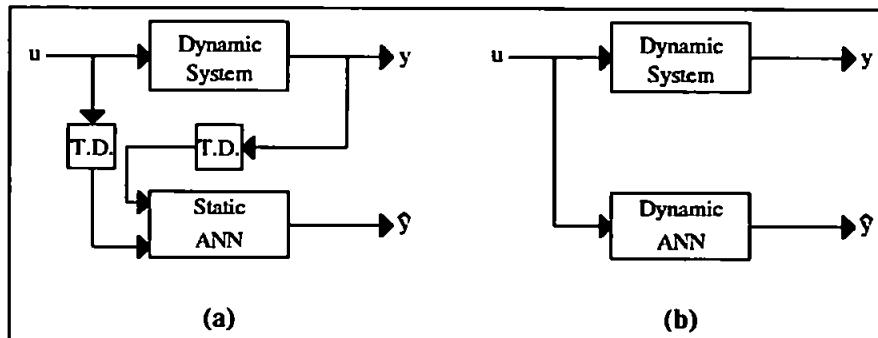 u
Dynamic
System
y
T.D.
T.D.
Static
ANN
ŷ
(a)
u
Dynamic
System
y
Dynamic
ANN
ŷ
(b)